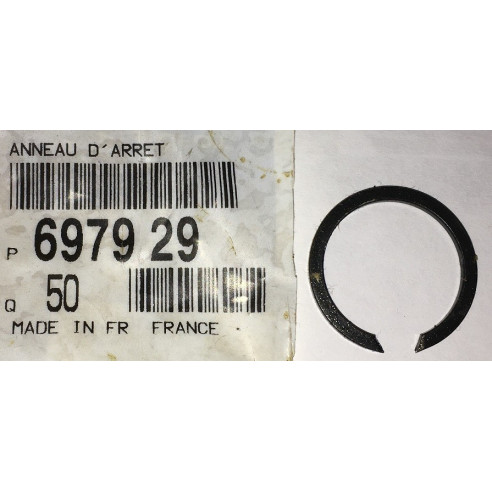 ANNEAU D'ARRET
P 6979 29
Q 50
MADE IN FR FRANCE